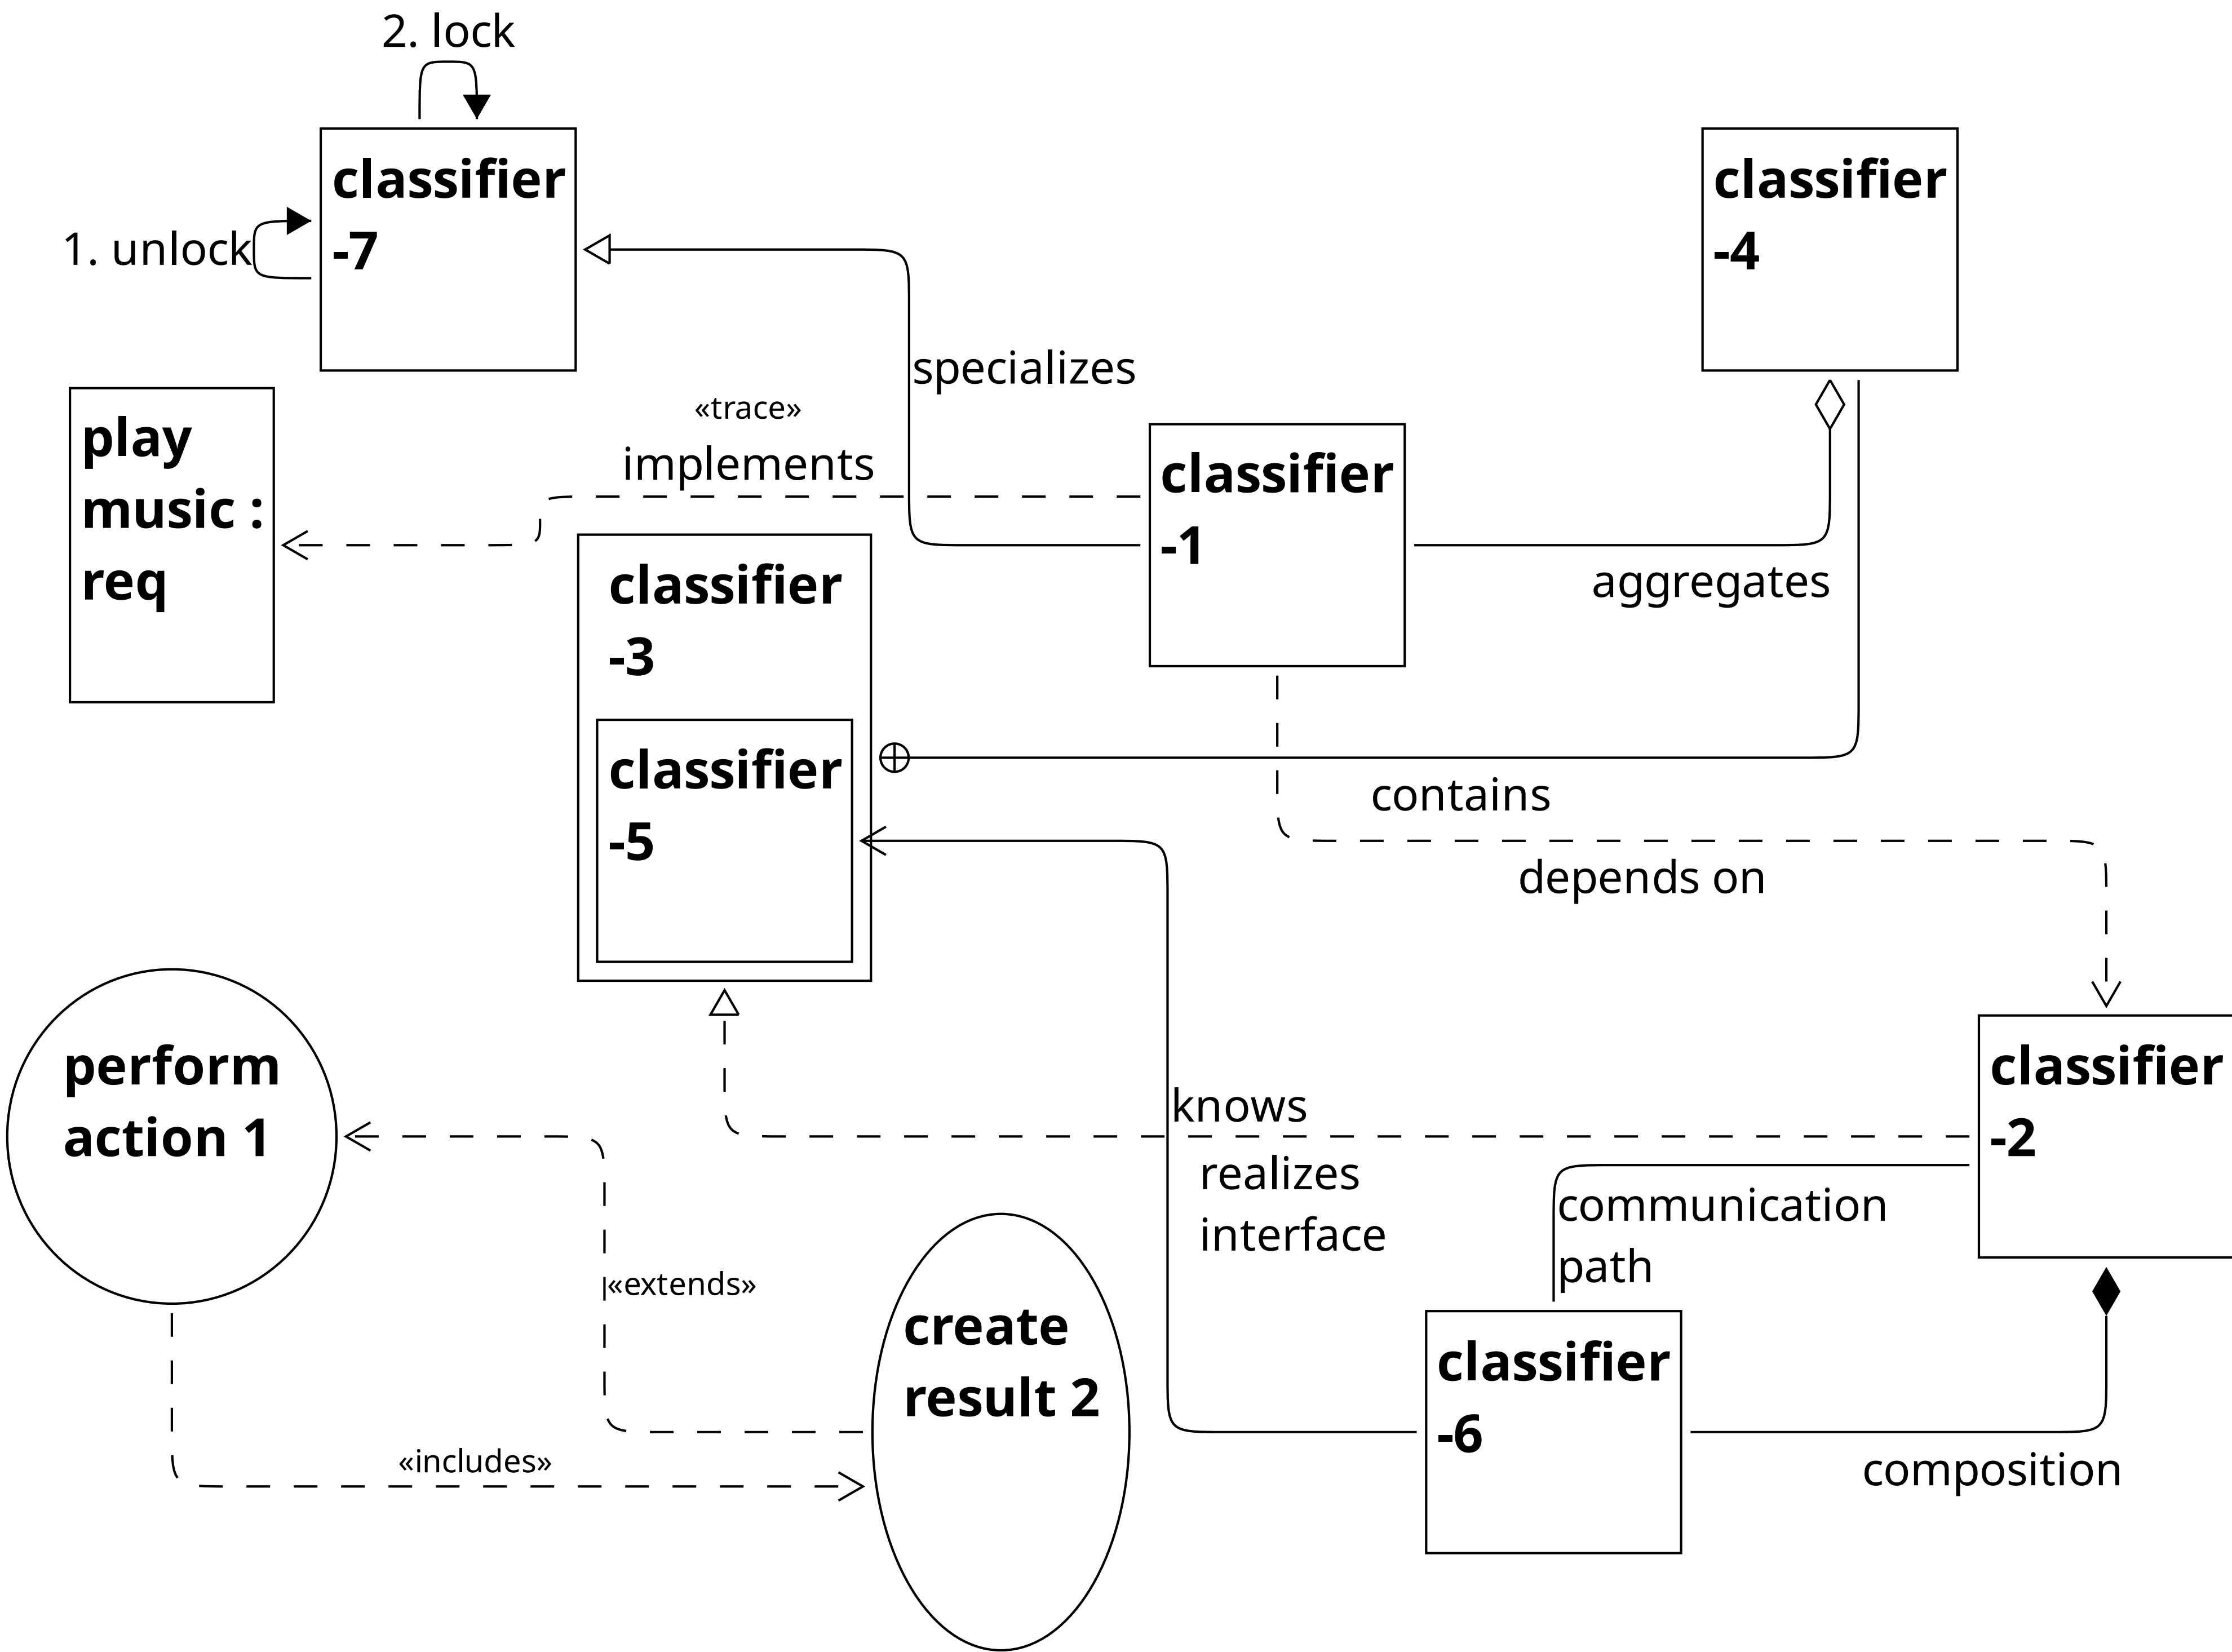 2. lock
classifier
-7
1. unlock
classifier
-4
specializes
«trace»
implements
play
music :
req
classifier
-1
aggregates
classifier
-3
classifier
-5
contains
depends on
perform
action 1
knows
realizes
interface
classifier
-2
communication
path
«extends»
create
result 2
classifier
-6
«includes»
composition